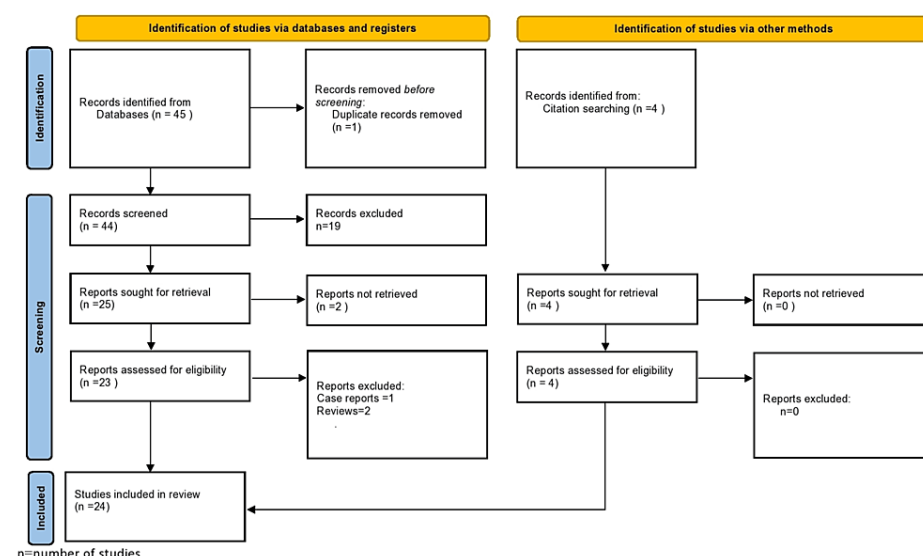 Identification of studies via databases and registers
Identification of studies via other methods
Identification
Records identified from
Databases (n = 45 )
Records removed before
screening:
Duplicate records removed
(n =1)
Records identified from:
Citation searching (n =4 )
Screening
Records screened
(n = 44)
Records excluded
n=19
Reports sought for retrieval
(n =25)
Reports not retrieved
(n =2 )
Reports sought for retrieval
(n =4 )
Reports not retrieved
(n =0 )
Reports assessed for eligibility
(n =23 )
Reports excluded:
Case reports =1
Reviews=2
.
Reports assessed for eligibility
(n = 4)
Reports excluded:
n=0
Included
Studies included in review
(n =24)
n=number of studies